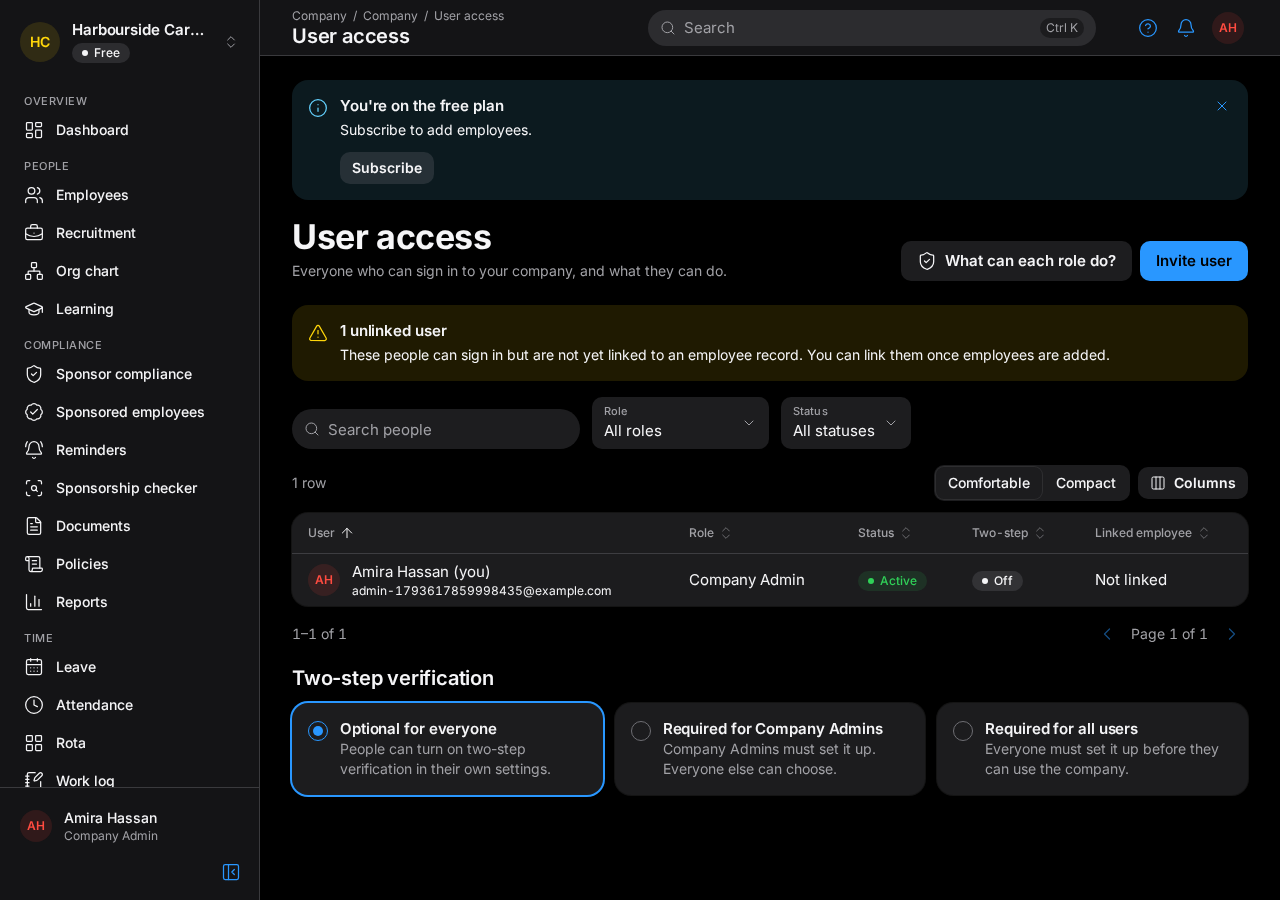 HC
Harbourside Car...
Free
OVERVIEW
Dashboard
PEOPLE
Employees
Recruitment
Org chart
Learning
COMPLIANCE
Sponsor compliance
Sponsored employees
Reminders
Sponsorship checker
Documents
Policies
Reports
TIME
Leave
Attendance
Rota
Work log
AH
Amira Hassan
Company Admin
Company / Company / User access
User access
Search
Ctrl K
AH
You're on the free plan
Subscribe to add employees.
Subscribe
User access
Everyone who can sign in to your company, and what they can do.
What can each role do?
Invite user
1 unlinked user
These people can sign in but are not yet linked to an employee record. You can link them once employees are added.
Search people
Role
All roles
Status
All statuses
1 row
Comfortable
Compact
Columns
User
Role
Status
Two-step
Linked employee
AH
Amira Hassan (you)
admin-1793617859998435@example.com
Company Admin
Active
Off
Not linked
1–1 of 1
Page 1 of 1
Two-step verification
Optional for everyone
People can turn on two-step
verification in their own settings.
Required for Company Admins
Company Admins must set it up.
Everyone else can choose.
Required for all users
Everyone must set it up before they
can use the company.